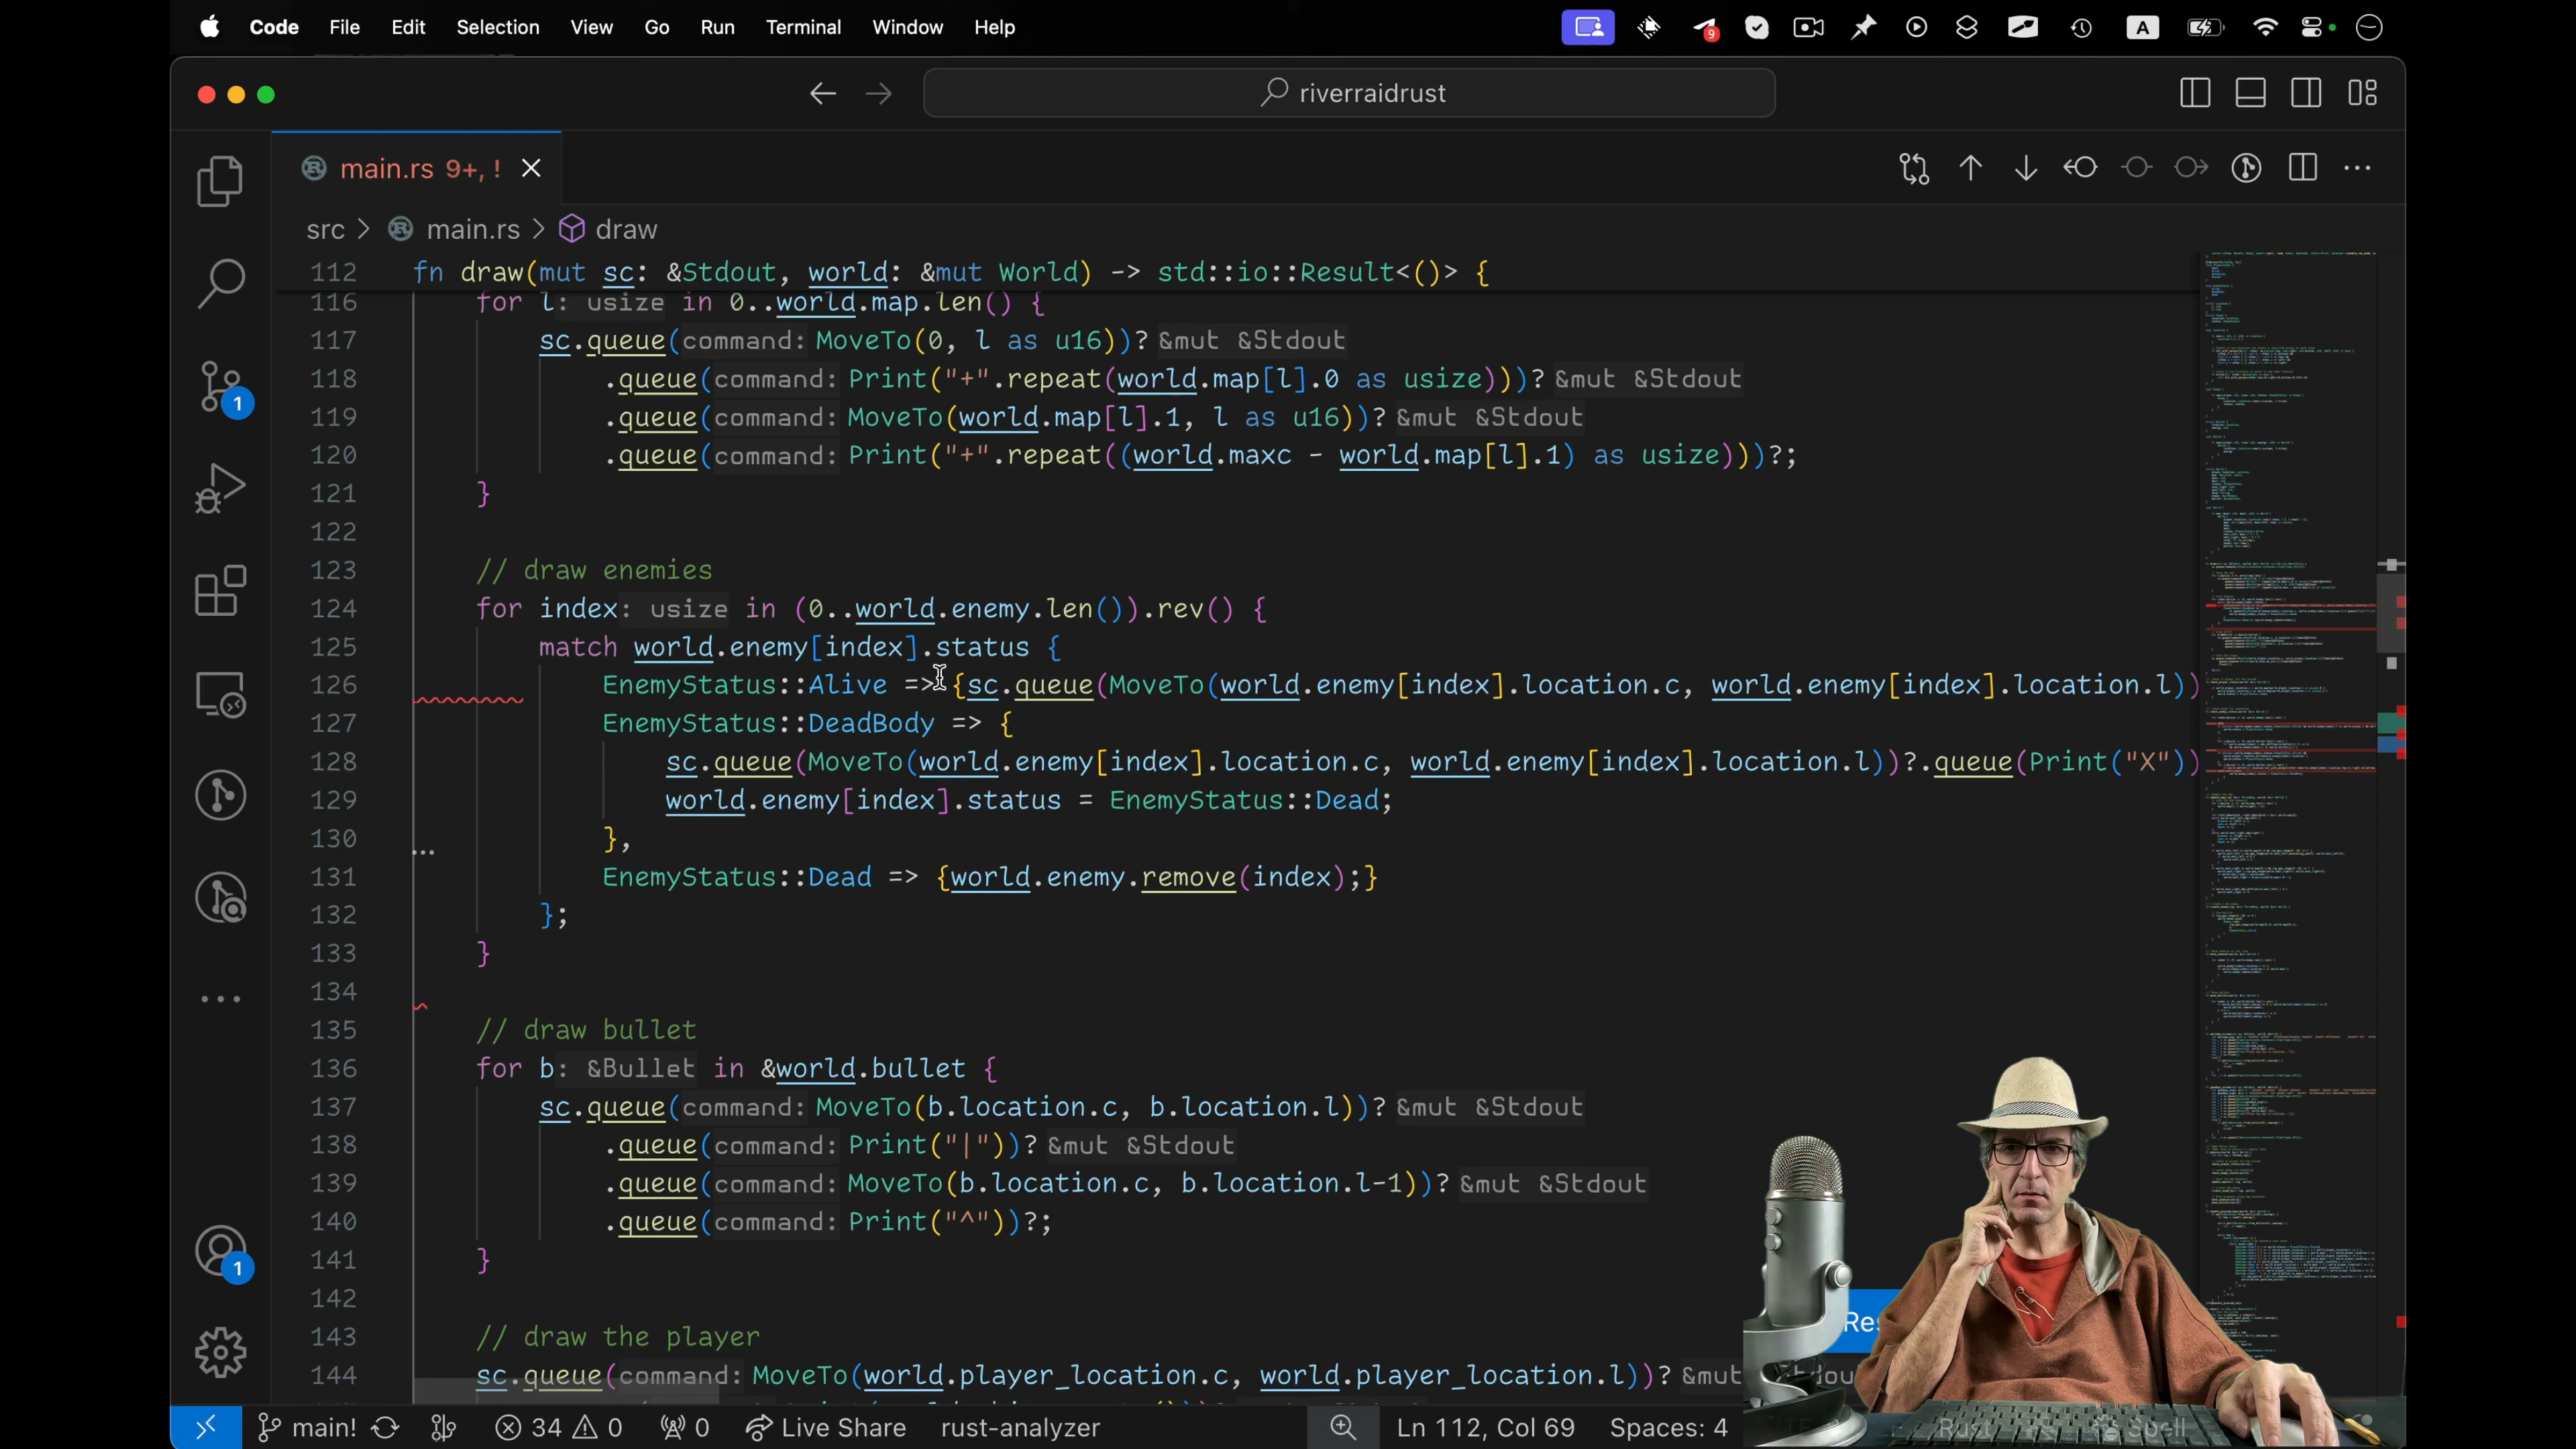 Code File Edit Selection View Go Run Terminal Window Help 9 A
riverraidrust
main.rs 9+, !
src > main.rs > draw
112 fn draw(mut sc: &Stdout, world: &mut World) -> std::io::Result<()> {
116 for l: usize in 0..world.map.len() {
117 sc.queue(command: MoveTo(0, l as u16))? &mut &Stdout
118 .queue(command: Print("+".repeat(world.map[l].0 as usize)))? &mut &Stdout
119 .queue(command: MoveTo(world.map[l].1, l as u16))? &mut &Stdout
120 .queue(command: Print("+".repeat((world.maxc - world.map[l].1) as usize)))?;
121 }
122
123 // draw enemies
124 for index: usize in (0..world.enemy.len()).rev() {
125 match world.enemy[index].status {
126 EnemyStatus::Alive => {sc.queue(MoveTo(world.enemy[index].location.c, world.enemy[index].location.l))
127 EnemyStatus::DeadBody => {
128 sc.queue(MoveTo(world.enemy[index].location.c, world.enemy[index].location.l))?.queue(Print("X"))
129 world.enemy[index].status = EnemyStatus::Dead;
130 },
131 EnemyStatus::Dead => {world.enemy.remove(index);}
132 };
133 }
134
135 // draw bullet
136 for b: &Bullet in &world.bullet {
137 sc.queue(command: MoveTo(b.location.c, b.location.l))? &mut &Stdout
138 .queue(command: Print("|"))? &mut &Stdout
139 .queue(command: MoveTo(b.location.c, b.location.l-1))? &mut &Stdout
140 .queue(command: Print("^"))?;
141 }
142
143 // draw the player
144 sc.queue(command: MoveTo(world.player_location.c, world.player_location.l))? &mut
1
1
main! 34 0 0 Live Share rust-analyzer Ln 112, Col 69 Spaces: 4 Rust Spell